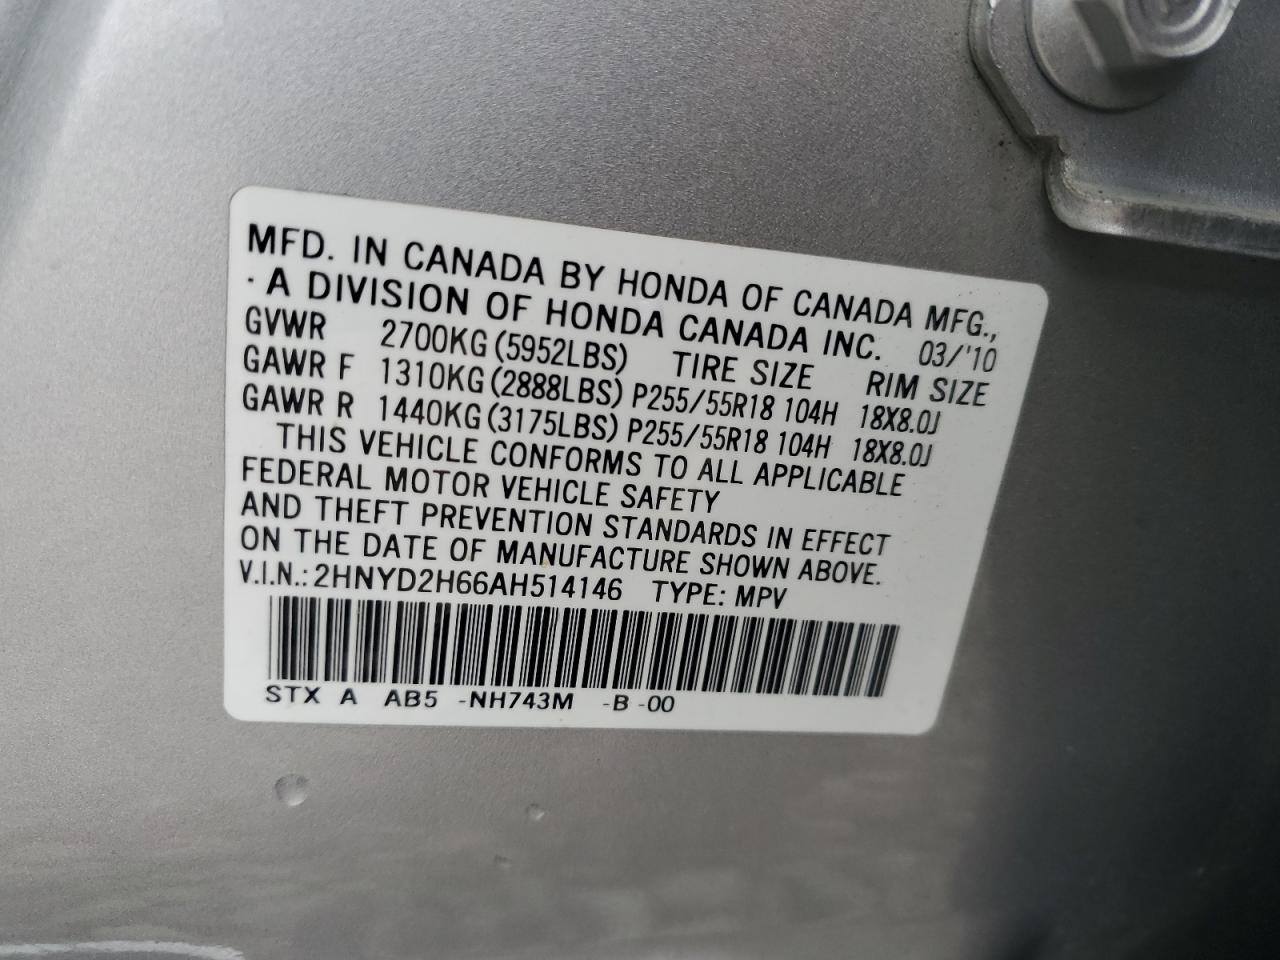 MFD. IN CANADA BY HONDA OF CANADA MFG.,
· A DIVISION OF HONDA CANADA INC. 03/'10
GVWR 2700KG (5952LBS) TIRE SIZE RIM SIZE
GAWR F 1310KG (2888LBS) P255/55R18 104H 18X8.0J
GAWR R 1440KG (3175LBS) P255/55R18 104H 18X8.0J
THIS VEHICLE CONFORMS TO ALL APPLICABLE
FEDERAL MOTOR VEHICLE SAFETY
AND THEFT PREVENTION STANDARDS IN EFFECT
ON THE DATE OF MANUFACTURE SHOWN ABOVE.
V.I.N.: 2HNYD2H66AH514146 TYPE: MPV
STX A AB5 -NH743M -B -00